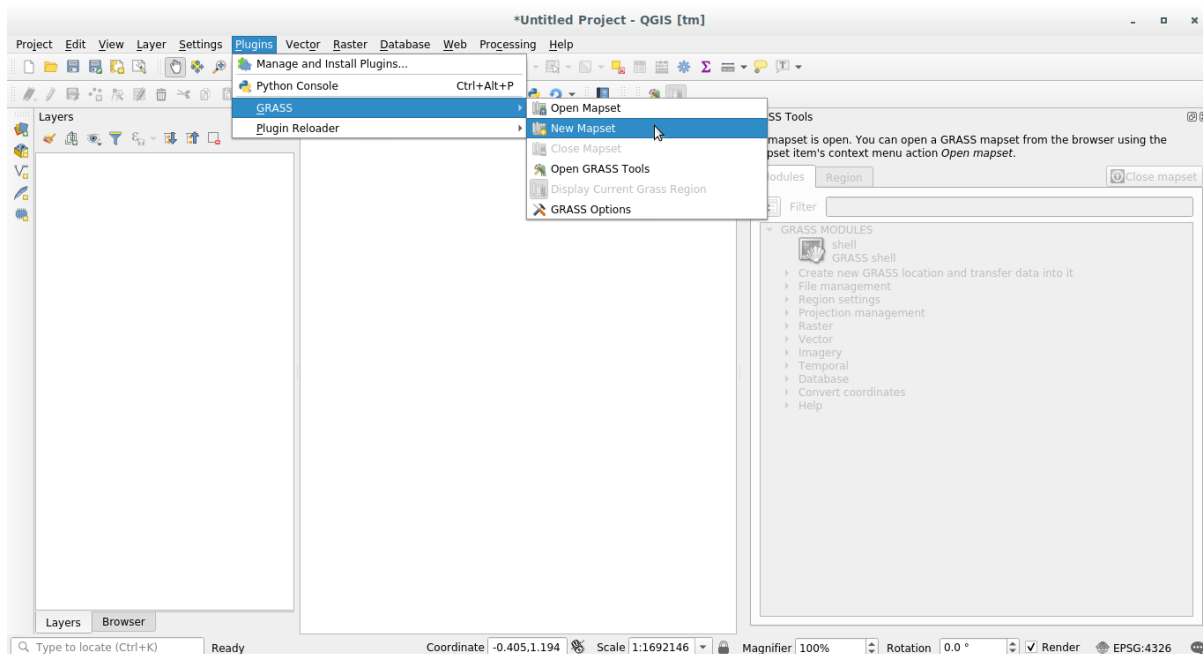 *Untitled Project - QGIS [tm]
Project Edit View Layer Settings Plugins Vector Raster Database Web Processing Help
Manage and Install Plugins...
Python Console Ctrl+Alt+P
GRASS
Plugin Reloader
Open Mapset
New Mapset
Close Mapset
Open GRASS Tools
Display Current Grass Region
GRASS Options
Layers
SS Tools
mapset is open. You can open a GRASS mapset from the browser using the
pset item's context menu action Open mapset.
odules Region Close mapset
Filter
GRASS MODULES
shell
GRASS shell
Create new GRASS location and transfer data into it
File management
Region settings
Projection management
Raster
Vector
Imagery
Temporal
Database
Convert coordinates
Help
Layers Browser
Type to locate (Ctrl+K) Ready Coordinate -0.405,1.194 Scale 1:1692146 Magnifier 100% Rotation 0.0 ° Render EPSG:4326